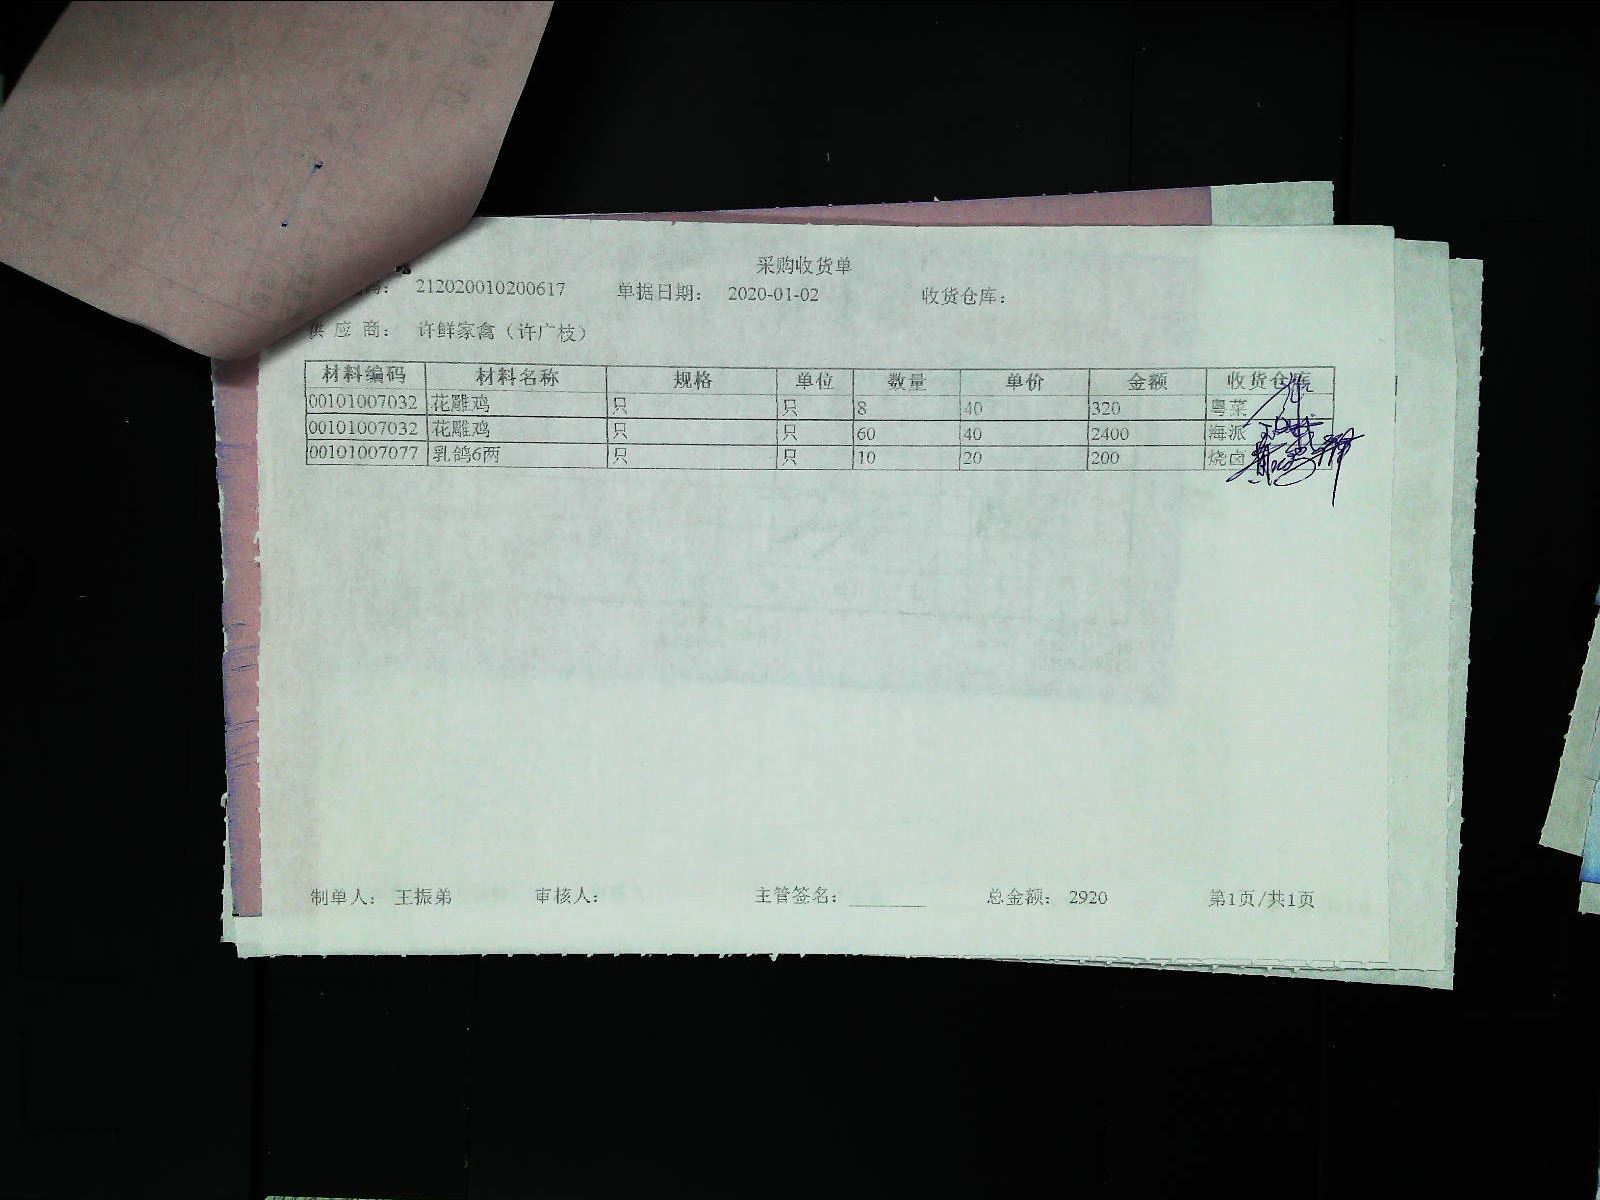 采购收货单
码： 212020010200617 单据日期： 2020-01-02 收货仓库：
供 应 商： 许鲜家禽（许广枝）
材料编码 材料名称 规格 单位 数量 单价 金额 收货仓库
00101007032 花雕鸡 只 只 8 40 320 粤菜
00101007032 花雕鸡 只 只 60 40 2400 海派
00101007077 乳鸽6两 只 只 10 20 200 烧卤
制单人： 王振弟 审核人： 主管签名： 总金额： 2920 第1页/共1页